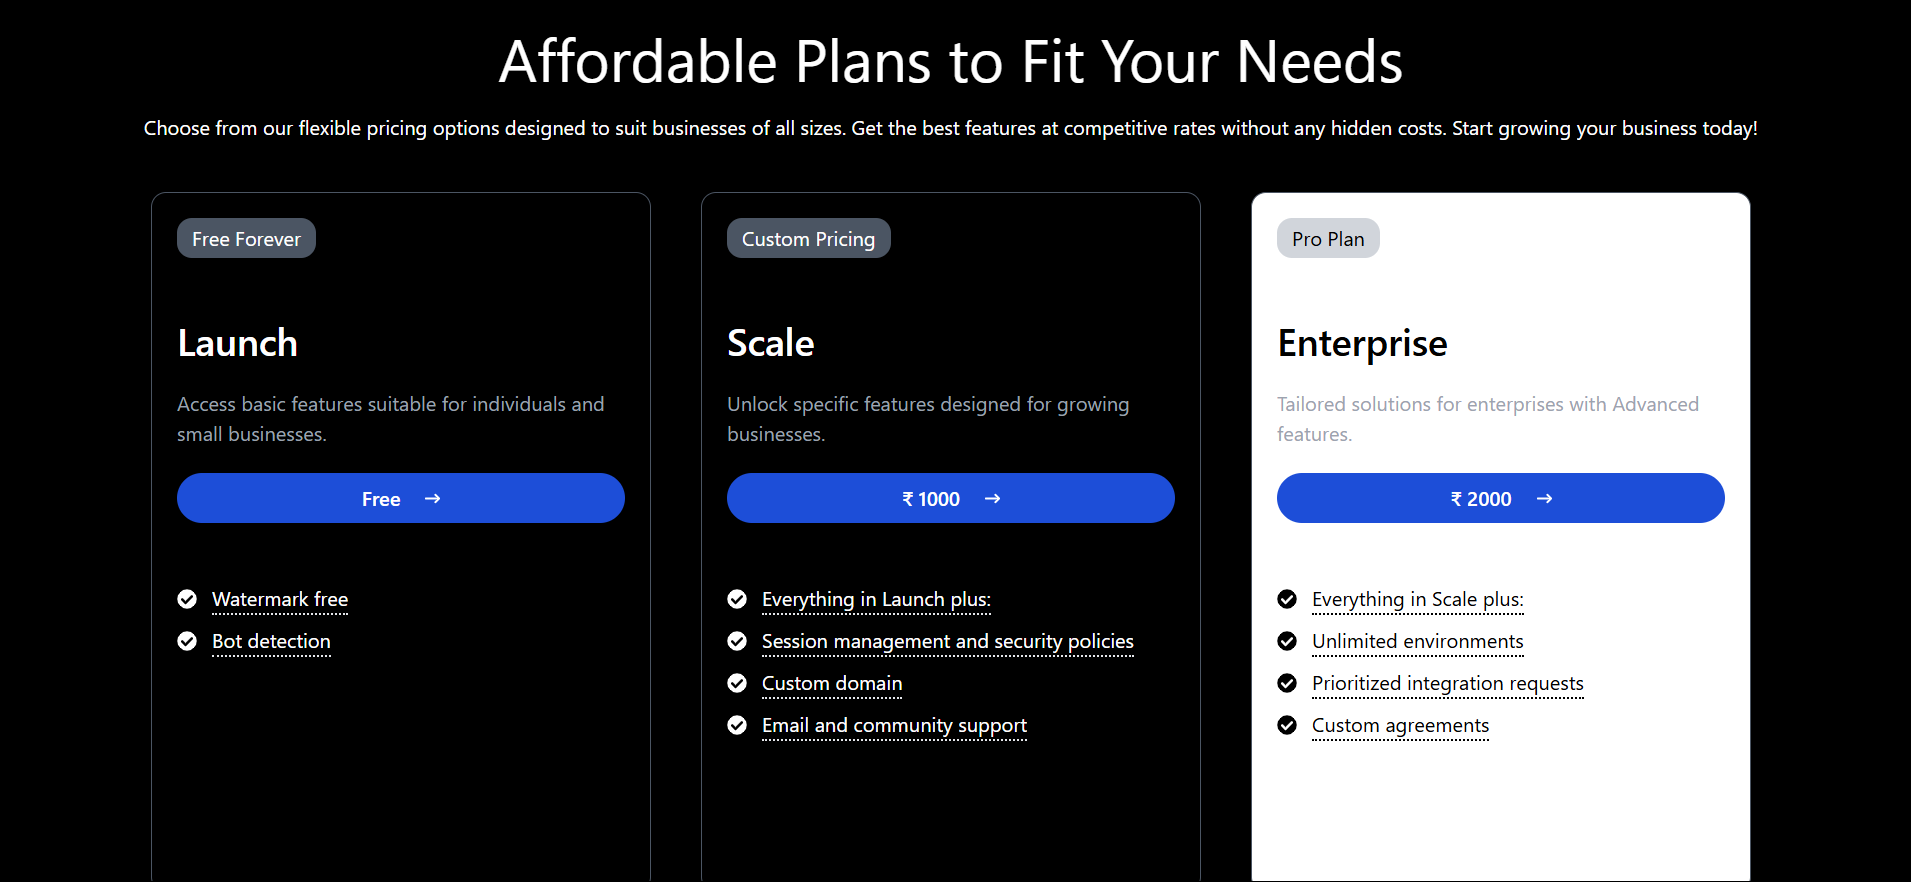 Affordable Plans to Fit Your Needs
Choose from our flexible pricing options designed to suit businesses of all sizes. Get the best features at competitive rates without any hidden costs. Start growing your business today!
Free Forever
Launch
Access basic features suitable for individuals and
small businesses.
Free →
Watermark free
Bot detection
Custom Pricing
Scale
Unlock specific features designed for growing
businesses.
₹ 1000 →
Everything in Launch plus:
Session management and security policies
Custom domain
Email and community support
Pro Plan
Enterprise
Tailored solutions for enterprises with Advanced
features.
₹ 2000 →
Everything in Scale plus:
Unlimited environments
Prioritized integration requests
Custom agreements